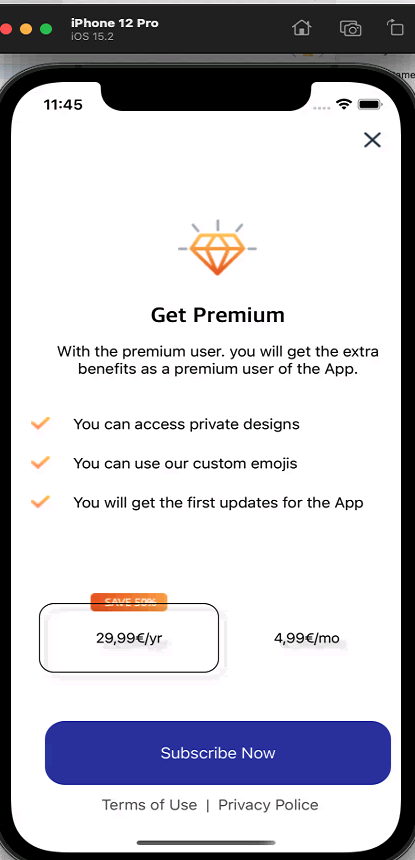 iPhone 12 Pro
iOS 15.2
ame
11:45
Get Premium
With the premium user. you will get the extra
benefits as a premium user of the App.
You can access private designs
You can use our custom emojis
You will get the first updates for the App
SAVE 50%
29,99€/yr
4,99€/mo
Subscribe Now
Terms of Use | Privacy Police